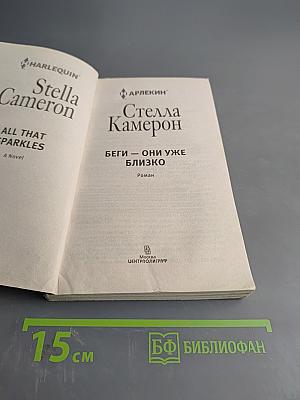 HARLEQUIN
Stella
Cameron
ALL THAT
SPARKLES
A Novel
АРЛЕКИН
Стелла
Камерон
БЕГИ — ОНИ УЖЕ
БЛИЗКО
Роман
Москва
ЦЕНТРПОЛИГРАФ
15 см
БФ БИБЛИОФАН